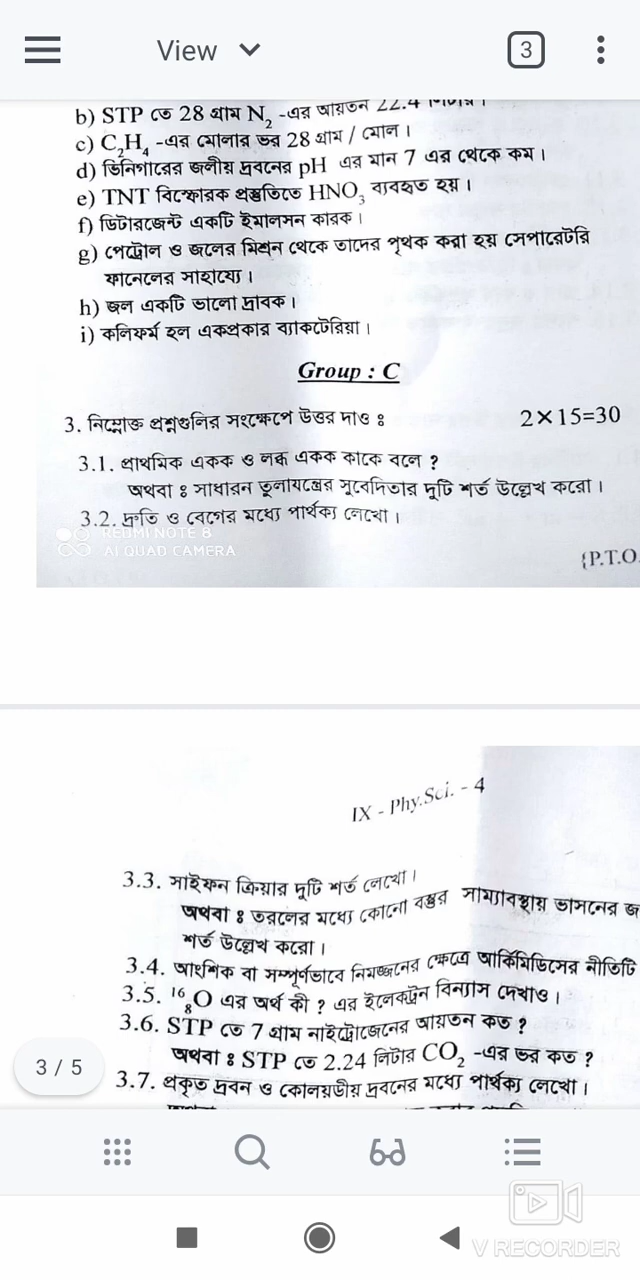 View
3
b) STP তে 28 গ্রাম N₂ -এর আয়তন 22.4 লিটার।
c) C₂H₄ -এর মোলার ভর 28 গ্রাম / মোল।
d) ভিনিগারের জলীয় দ্রবনের pH এর মান 7 এর থেকে কম।
e) TNT বিস্ফোরক প্রস্তুতিতে HNO₃ ব্যবহৃত হয়।
f) ডিটারজেন্ট একটি ইমালসন কারক।
g) পেট্রোল ও জলের মিশ্রন থেকে তাদের পৃথক করা হয় সেপারেটরি
ফানেলের সাহায্যে।
h) জল একটি ভালো দ্রাবক।
i) কলিফর্ম হল একপ্রকার ব্যাকটেরিয়া।
Group : C
3. নিম্নোক্ত প্রশ্নগুলির সংক্ষেপে উত্তর দাও ঃ 2×15=30
3.1. প্রাথমিক একক ও লব্ধ একক কাকে বলে ?
অথবা ঃ সাধারন তুলাযন্ত্রের সুবেদিতার দুটি শর্ত উল্লেখ করো।
3.2. দ্রুতি ও বেগের মধ্যে পার্থক্য লেখো।
REDMI NOTE 8
AI QUAD CAMERA
{P.T.O.
IX - Phy.Sci. - 4
3.3. সাইফন ক্রিয়ার দুটি শর্ত লেখো।
অথবা ঃ তরলের মধ্যে কোনো বস্তুর সাম্যাবস্থায় ভাসনের জ
শর্ত উল্লেখ করো।
3.4. আংশিক বা সম্পূর্ণভাবে নিমজ্জনের ক্ষেত্রে আর্কিমিডিসের নীতিটি
3.5. ¹⁶₈O এর অর্থ কী ? এর ইলেকট্রন বিন্যাস দেখাও।
3.6. STP তে 7 গ্রাম নাইট্রোজেনের আয়তন কত ?
অথবা ঃ STP তে 2.24 লিটার CO₂ -এর ভর কত ?
3 / 5
3.7. প্রকৃত দ্রবন ও কোলয়ডীয় দ্রবনের মধ্যে পার্থক্য লেখো।
V RECORDER